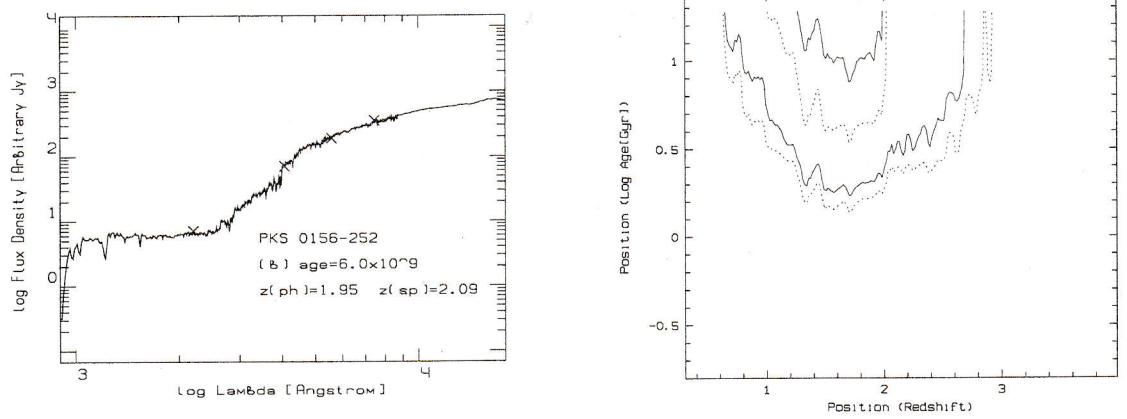 4
3
2
1
0
log Flux Density [Arbitrary Jy]
PKS 0156-252
(B) age=6.0x10^9
z(ph)=1.95 z(sp)=2.09
3
4
log Lambda [Angstrom]
1
0.5
0
-0.5
Position (Log Age[Gyr])
1
2
3
Position (Redshift)